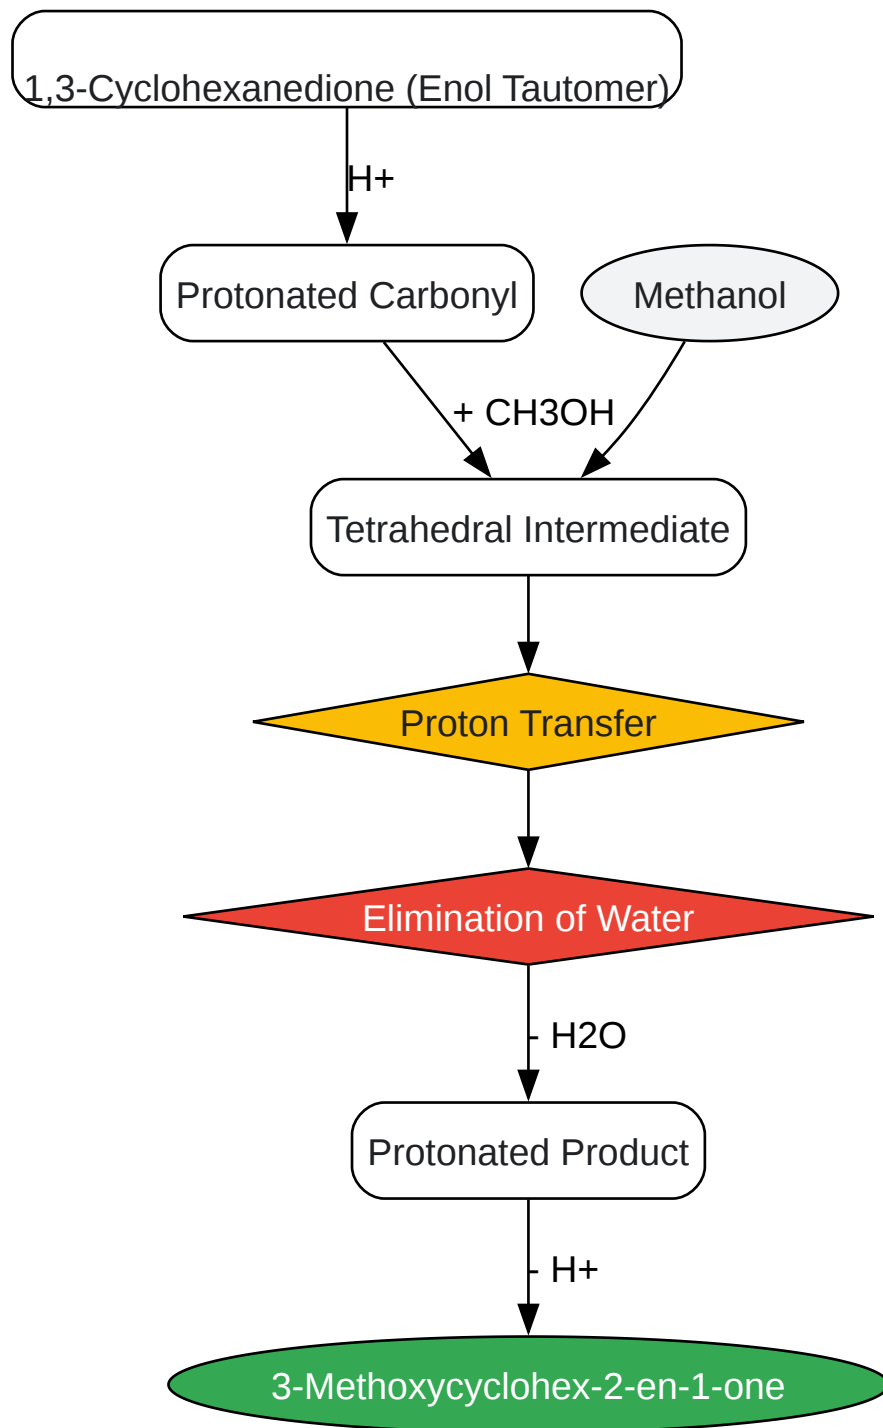 1,3-Cyclohexanedione (Enol Tautomer)
H+
Protonated Carbonyl
Methanol
+ CH3OH
Tetrahedral Intermediate
Proton Transfer
Elimination of Water
- H2O
Protonated Product
- H+
3-Methoxycyclohex-2-en-1-one